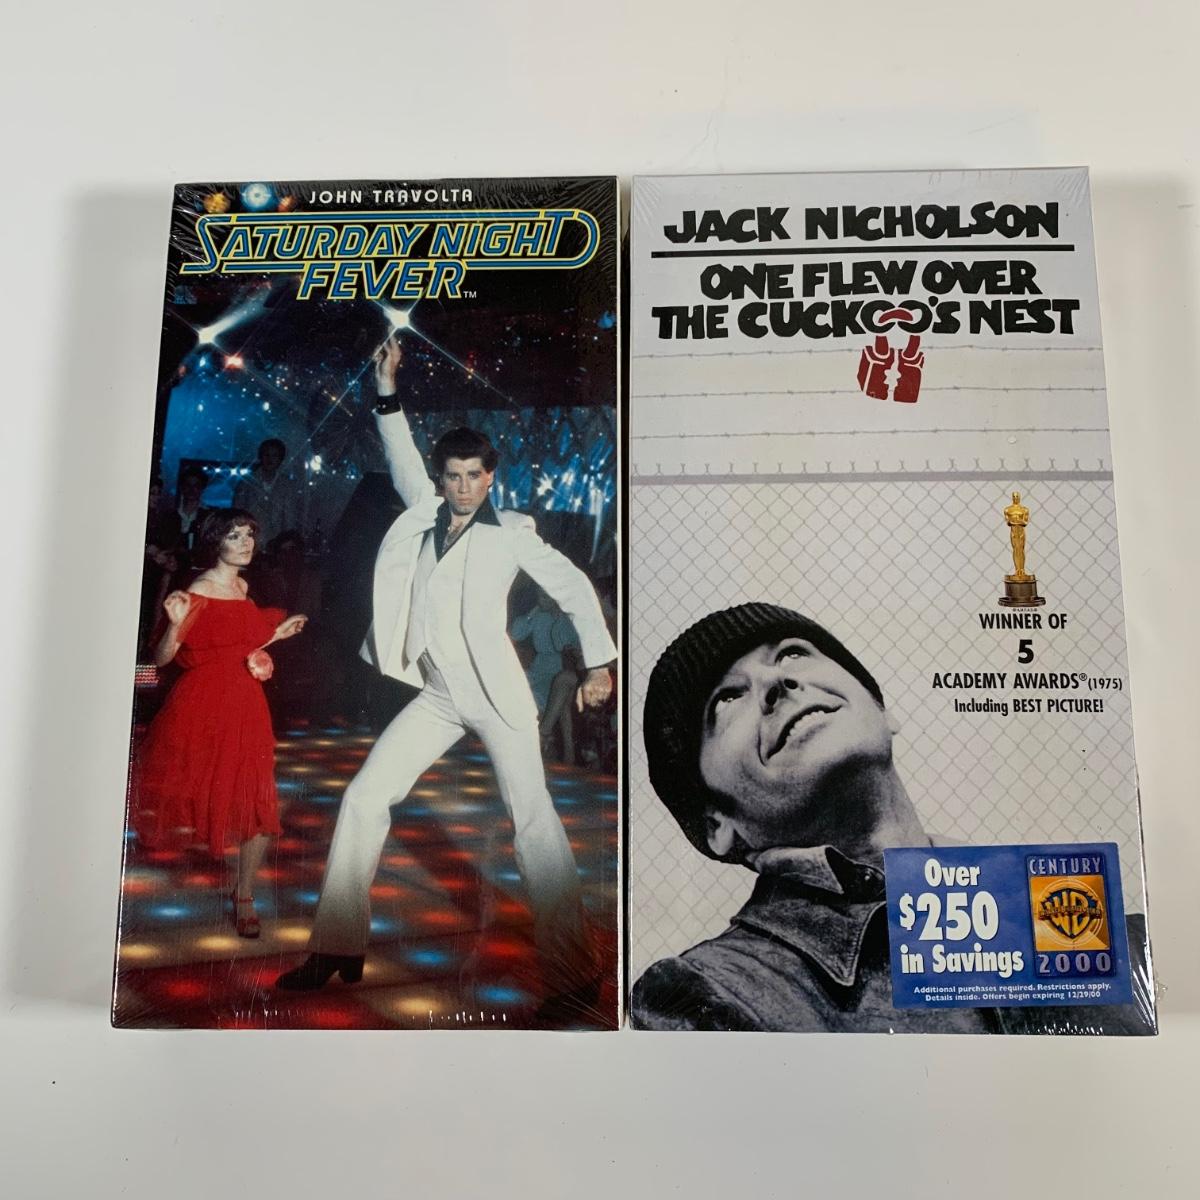 JOHN TRAVOLTA
SATURDAY NIGHT
FEVER™
JACK NICHOLSON
ONE FLEW OVER
THE CUCKOO'S NEST
©A.M.P.A.S.®
WINNER OF
5
ACADEMY AWARDS®(1975)
Including BEST PICTURE!
Over
$250
in Savings
CENTURY
WB
2000
Additional purchases required. Restrictions apply.
Details inside. Offers begin expiring 12/29/00